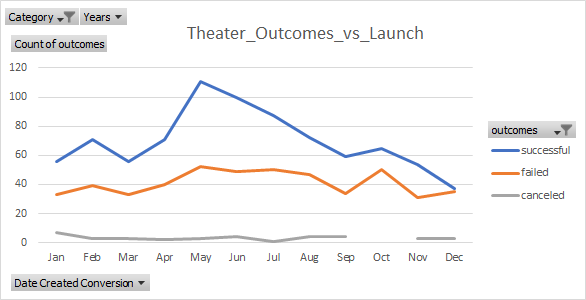 Category Years
Theater_Outcomes_vs_Launch
Count of outcomes
120
100
80
60
40
20
0
Jan Feb Mar Apr May Jun Jul Aug Sep Oct Nov Dec
outcomes
successful
failed
canceled
Date Created Conversion